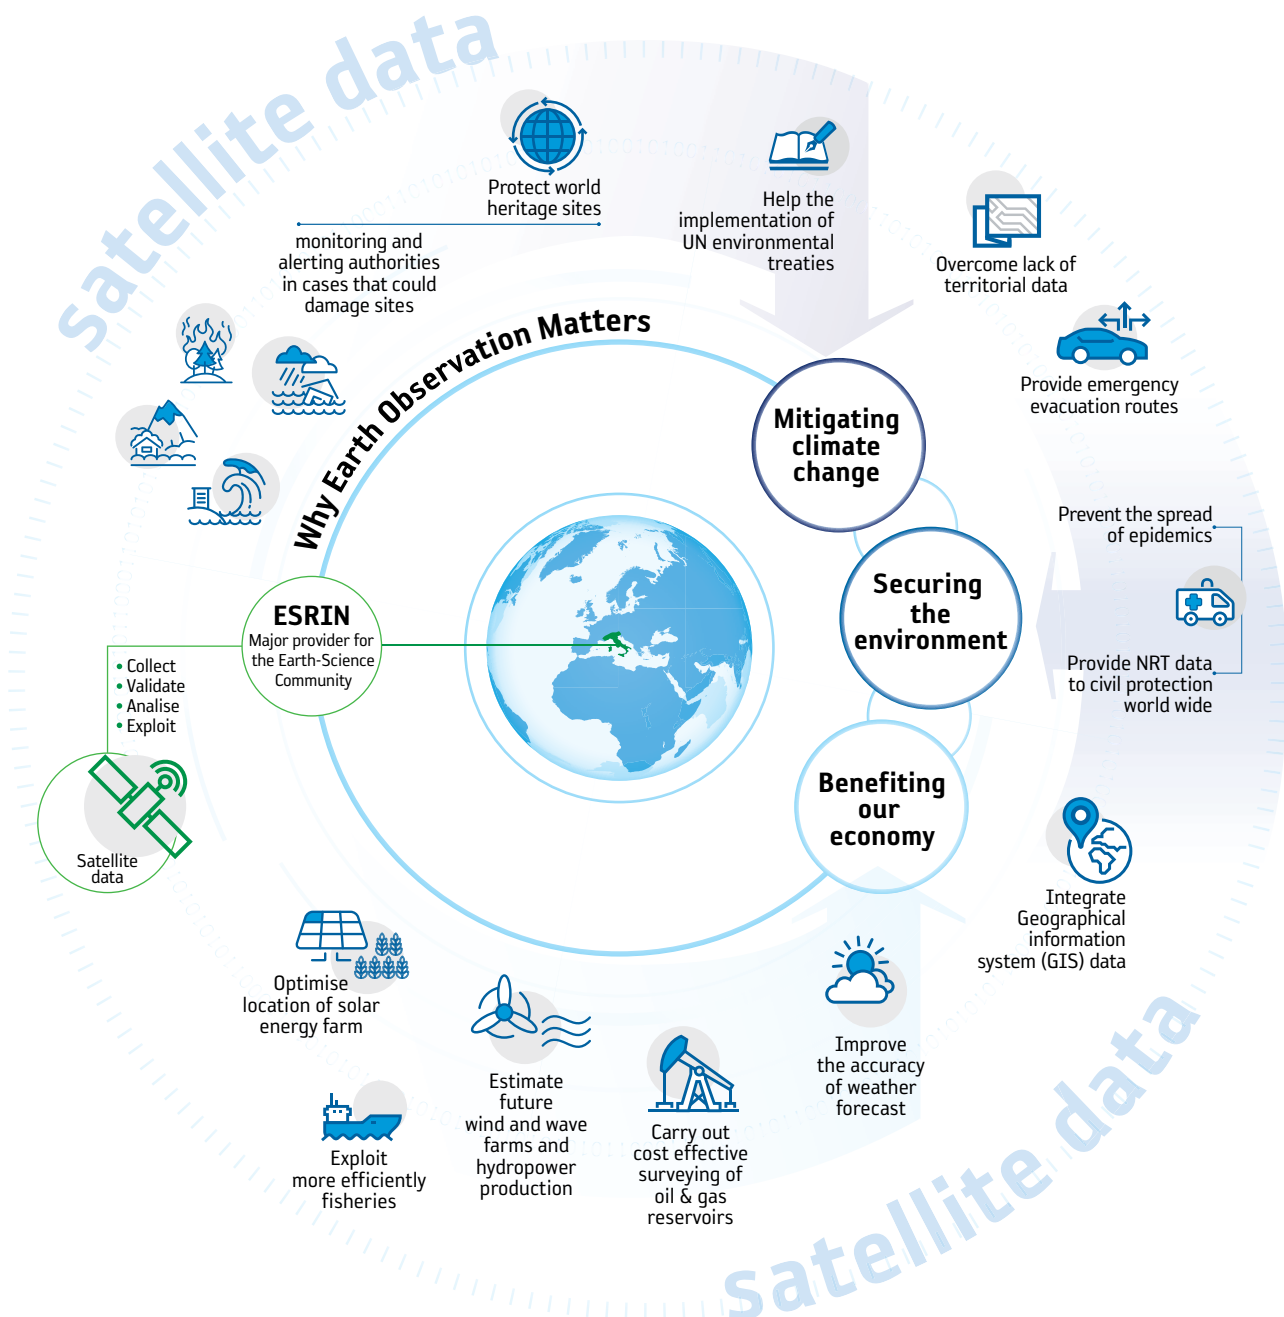 satellite data
Protect world
heritage sites
monitoring and
alerting authorities
in cases that could
damage sites
Help the
implementation of
UN environmental
treaties
Overcome lack of
territorial data
Provide emergency
evacuation routes
Why Earth Observation Matters
Mitigating
climate
change
Prevent the spread
of epidemics
Securing
the
environment
Provide NRT data
to civil protection
world wide
ESRIN
Major provider for
the Earth-Science
Community
• Collect
• Validate
• Analise
• Exploit
Satellite
data
Benefiting
our
economy
Integrate
Geographical
information
system (GIS) data
Optimise
location of solar
energy farm
Estimate
future
wind and wave
farms and
hydropower
production
Improve
the accuracy
of weather
forecast
Exploit
more efficiently
fisheries
Carry out
cost effective
surveying of
oil & gas
reservoirs
satellite data